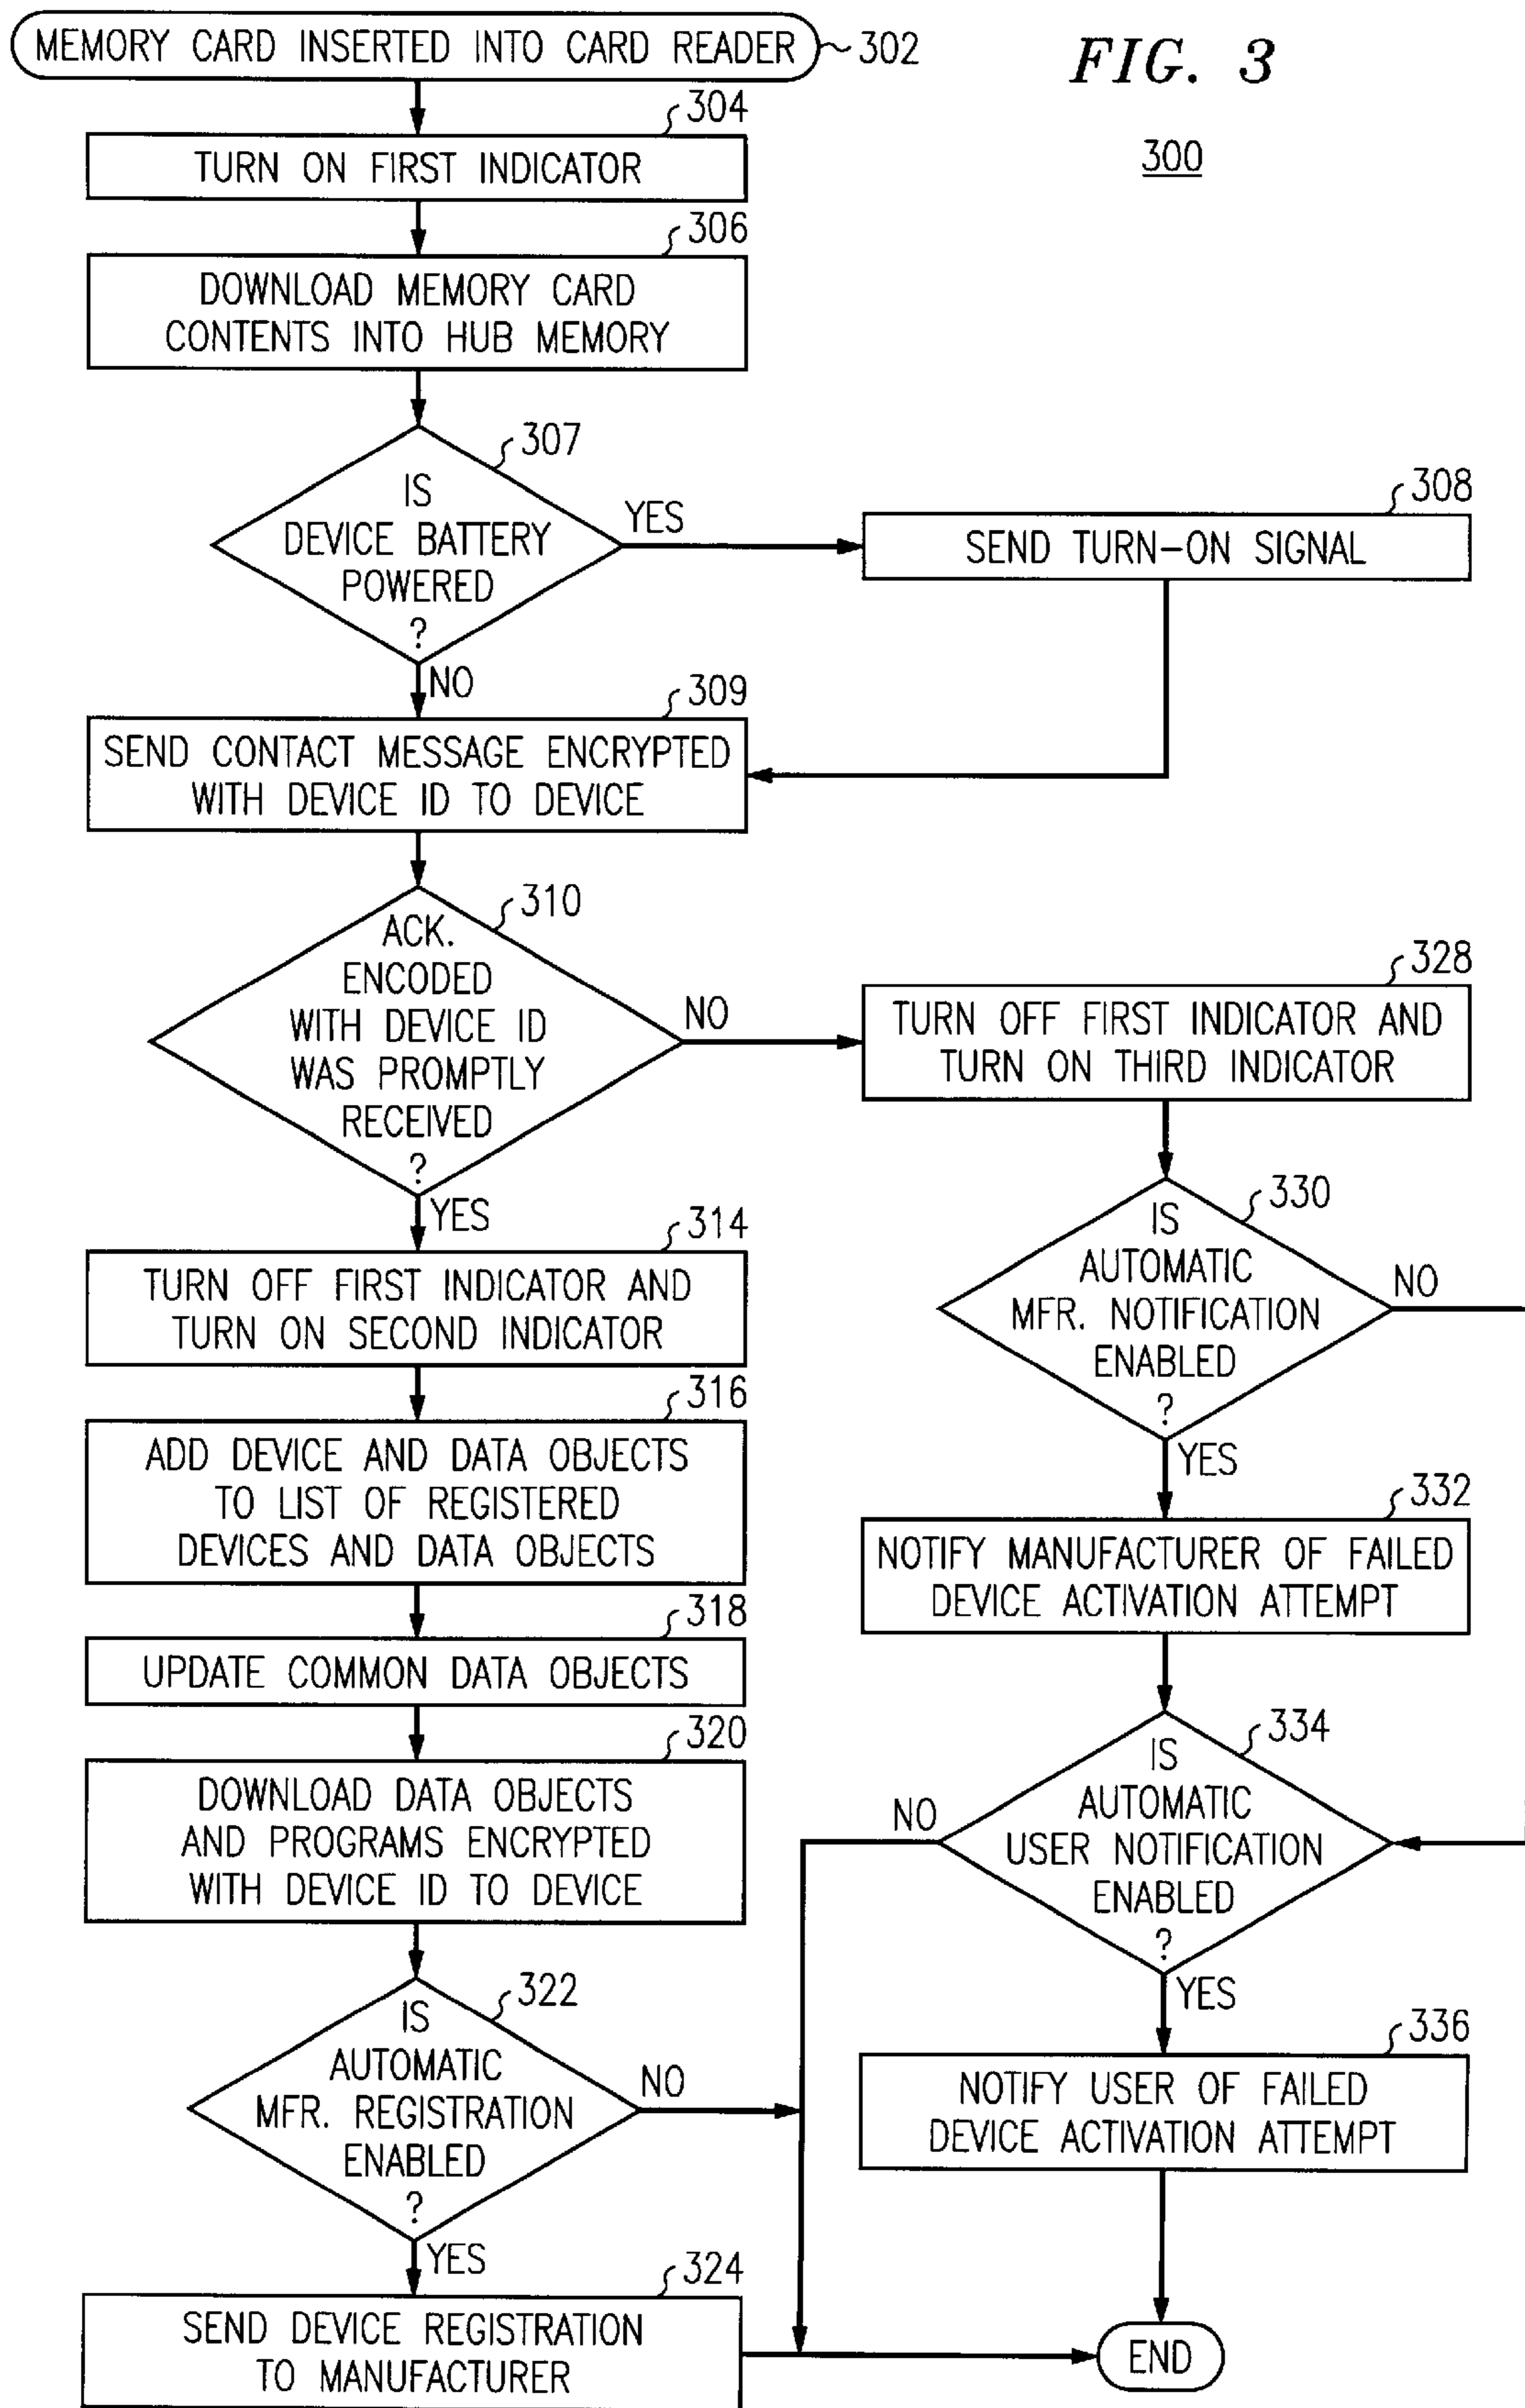 MEMORY CARD INSERTED INTO CARD READER
302
FIG. 3
300
304
TURN ON FIRST INDICATOR
306
DOWNLOAD MEMORY CARD
CONTENTS INTO HUB MEMORY
307
IS
DEVICE BATTERY
POWERED
?
YES
308
SEND TURN-ON SIGNAL
NO
309
SEND CONTACT MESSAGE ENCRYPTED
WITH DEVICE ID TO DEVICE
310
ACK.
ENCODED
WITH DEVICE ID
WAS PROMPTLY
RECEIVED
?
NO
328
TURN OFF FIRST INDICATOR AND
TURN ON THIRD INDICATOR
YES
314
TURN OFF FIRST INDICATOR AND
TURN ON SECOND INDICATOR
330
IS
AUTOMATIC
MFR. NOTIFICATION
ENABLED
?
NO
YES
316
ADD DEVICE AND DATA OBJECTS
TO LIST OF REGISTERED
DEVICES AND DATA OBJECTS
332
NOTIFY MANUFACTURER OF FAILED
DEVICE ACTIVATION ATTEMPT
318
UPDATE COMMON DATA OBJECTS
320
DOWNLOAD DATA OBJECTS
AND PROGRAMS ENCRYPTED
WITH DEVICE ID TO DEVICE
334
IS
AUTOMATIC
USER NOTIFICATION
ENABLED
?
NO
YES
322
IS
AUTOMATIC
MFR. REGISTRATION
ENABLED
?
NO
336
NOTIFY USER OF FAILED
DEVICE ACTIVATION ATTEMPT
YES
324
SEND DEVICE REGISTRATION
TO MANUFACTURER
END